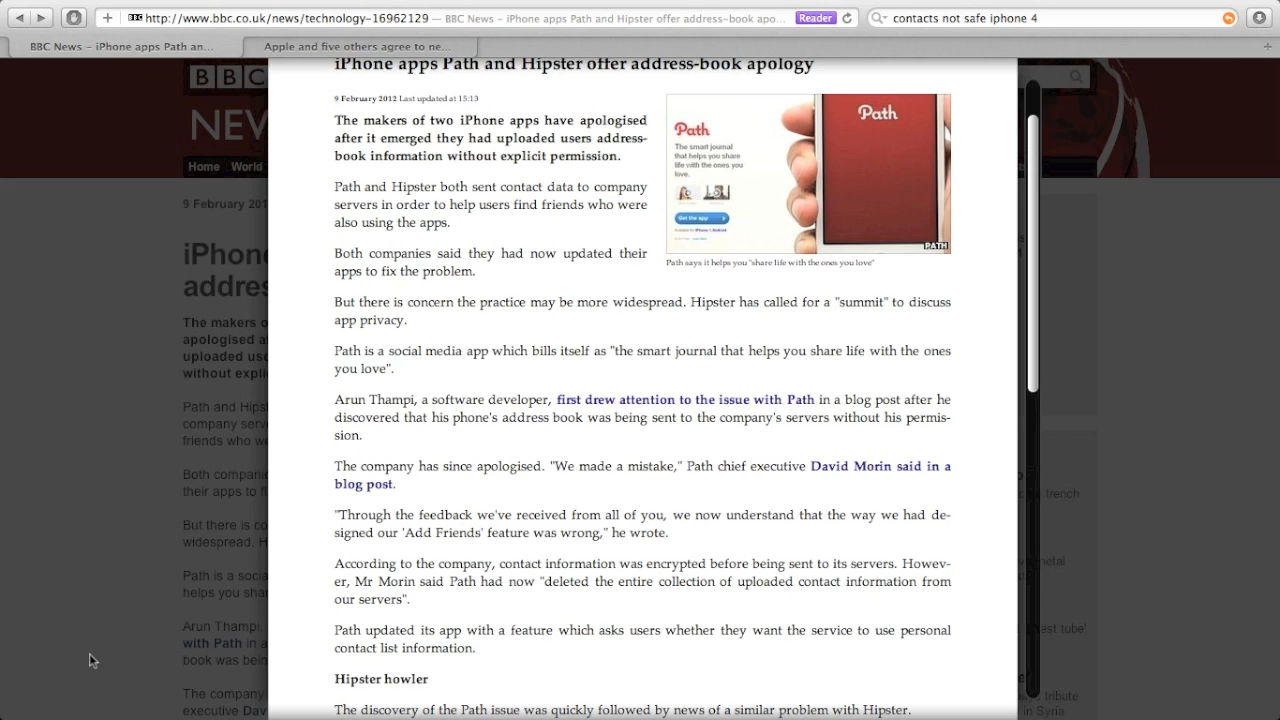 http://www.bbc.co.uk/news/technology-16962129 — BBC News – iPhone apps Path and Hipster offer address–book apo... Reader contacts not safe iphone 4
BBC News – iPhone apps Path an... Apple and five others agree to ne...
iPhone apps Path and Hipster offer address-book apology
BBC
NEW
Home World
9 February 2012 Last updated at 15:13
The makers of two iPhone apps have apologised
after it emerged they had uploaded users address-
book information without explicit permission.
Path and Hipster both sent contact data to company
servers in order to help users find friends who were
also using the apps.
Both companies said they had now updated their
apps to fix the problem.
Path
The smart journal
that helps you share
life with the ones you
love.
Get the app
Path
PATH
Path says it helps you "share life with the ones you love"
But there is concern the practice may be more widespread. Hipster has called for a "summit" to discuss
app privacy.
Path is a social media app which bills itself as "the smart journal that helps you share life with the ones
you love".
Arun Thampi, a software developer, first drew attention to the issue with Path in a blog post after he
discovered that his phone's address book was being sent to the company's servers without his permis-
sion.
The company has since apologised. "We made a mistake," Path chief executive David Morin said in a
blog post.
"Through the feedback we've received from all of you, we now understand that the way we had de-
signed our 'Add Friends' feature was wrong," he wrote.
According to the company, contact information was encrypted before being sent to its servers. Howev-
er, Mr Morin said Path had now "deleted the entire collection of uploaded contact information from
our servers".
Path updated its app with a feature which asks users whether they want the service to use personal
contact list information.
Hipster howler
The discovery of the Path issue was quickly followed by news of a similar problem with Hipster.
9 February 201
iPhon
addres
The makers o
apologised a
uploaded use
without expli
Path and Hips
company serv
friends who we
Both companie
their apps to fi
But there is co
widespread. H
Path is a socia
helps you shar
Arun Thampi
with Path in a
book was bein
The company
executive Dav
trench
metal
est tube'
tribute
in Syria